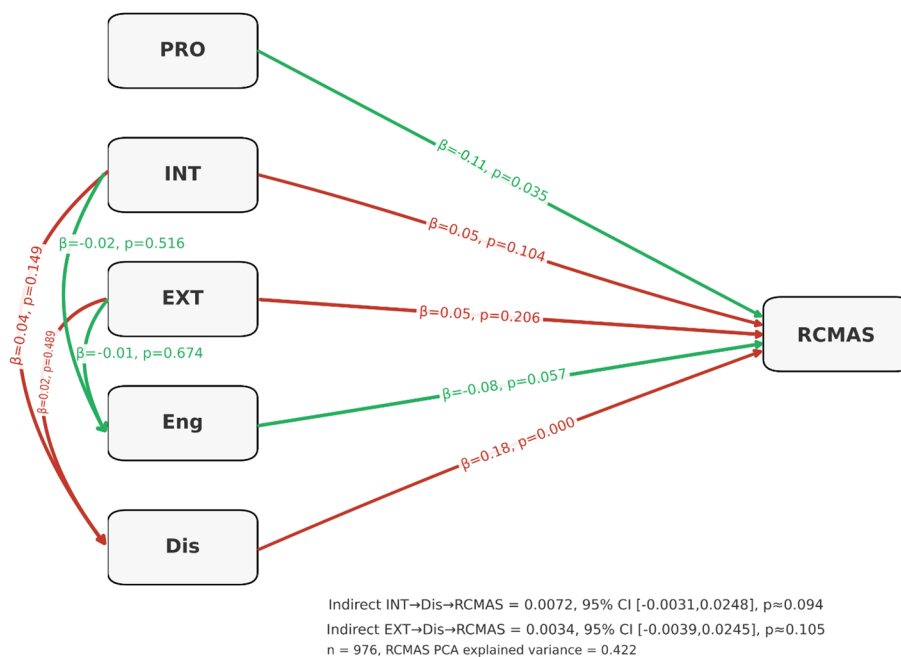 PRO
β=-0.11, p=0.035
INT
β=0.05, p=0.104
β=-0.02, p=0.516
β=0.04, p=0.149
EXT
β=0.05, p=0.206
RCMAS
β=-0.01, p=0.674
β=0.02, p=0.489
Eng
β=-0.08, p=0.057
β=0.18, p=0.000
Dis
Indirect INT→Dis→RCMAS = 0.0072, 95% CI [-0.0031,0.0248], p≈0.094
Indirect EXT→Dis→RCMAS = 0.0034, 95% CI [-0.0039,0.0245], p≈0.105
n = 976, RCMAS PCA explained variance = 0.422